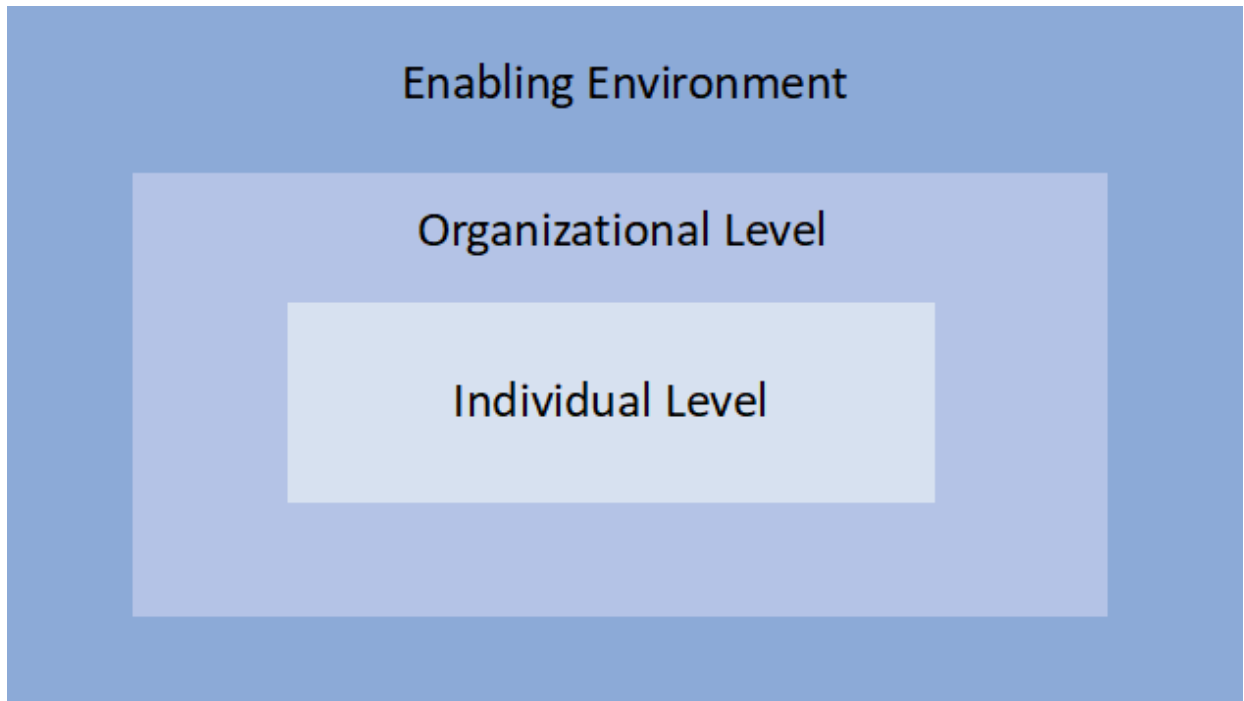 Enabling Environment
Organizational Level
Individual Level